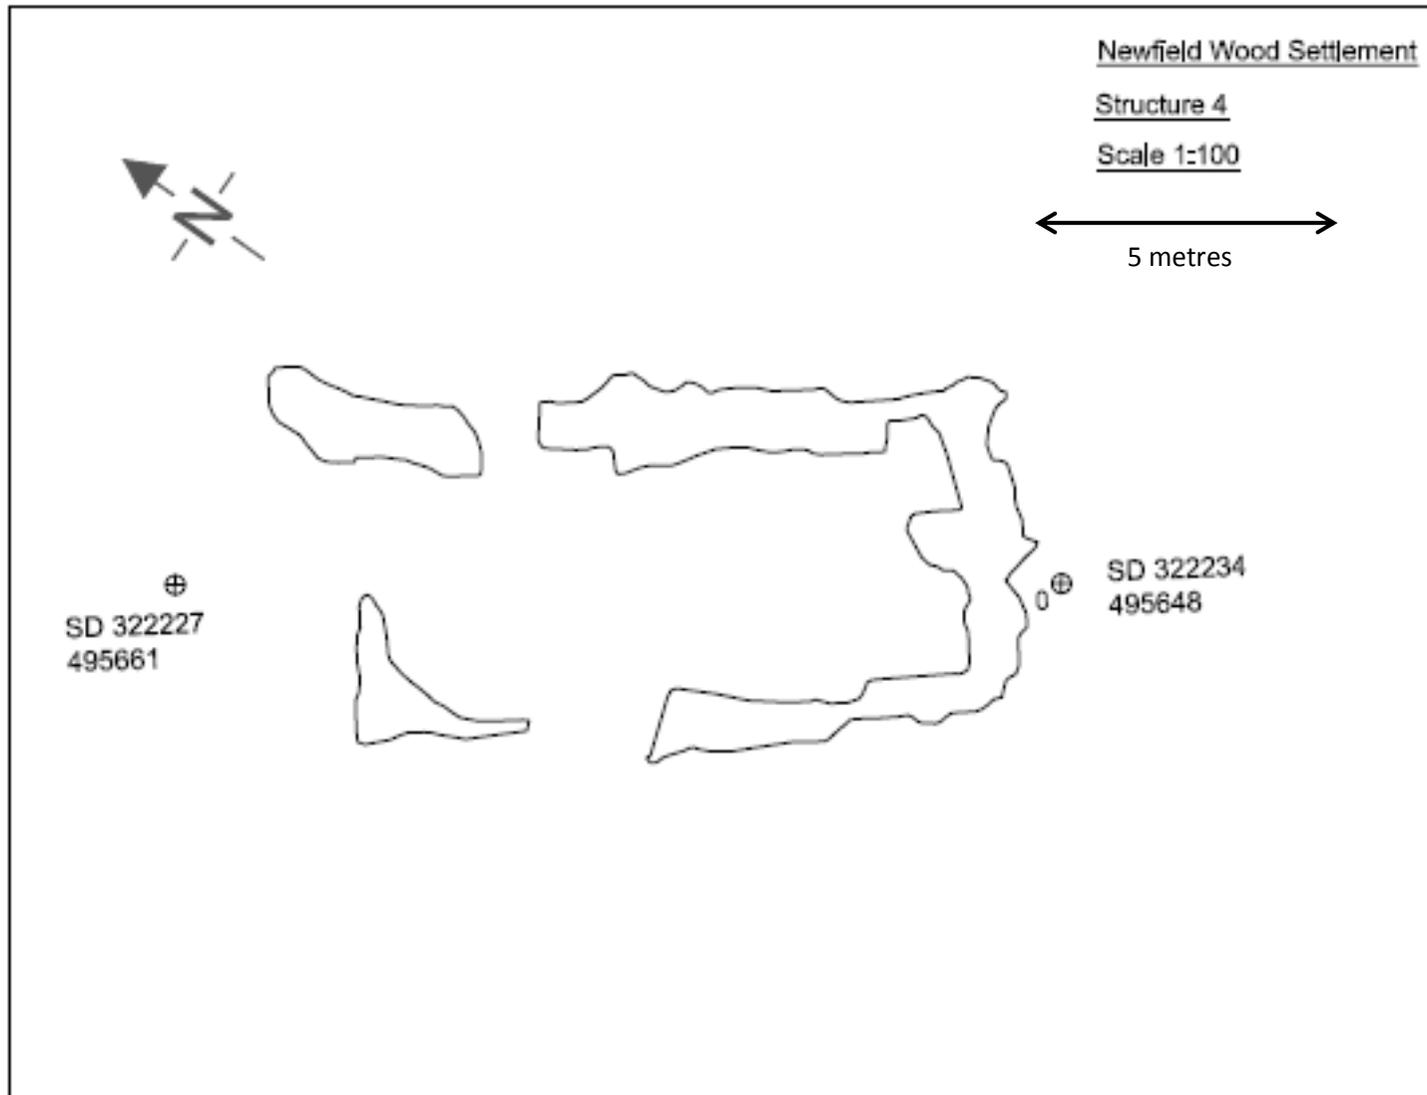 Newfield Wood Settlement
Structure 4
Scale 1:100
N
5 metres
SD 322234
495648
0
SD 322227
495661